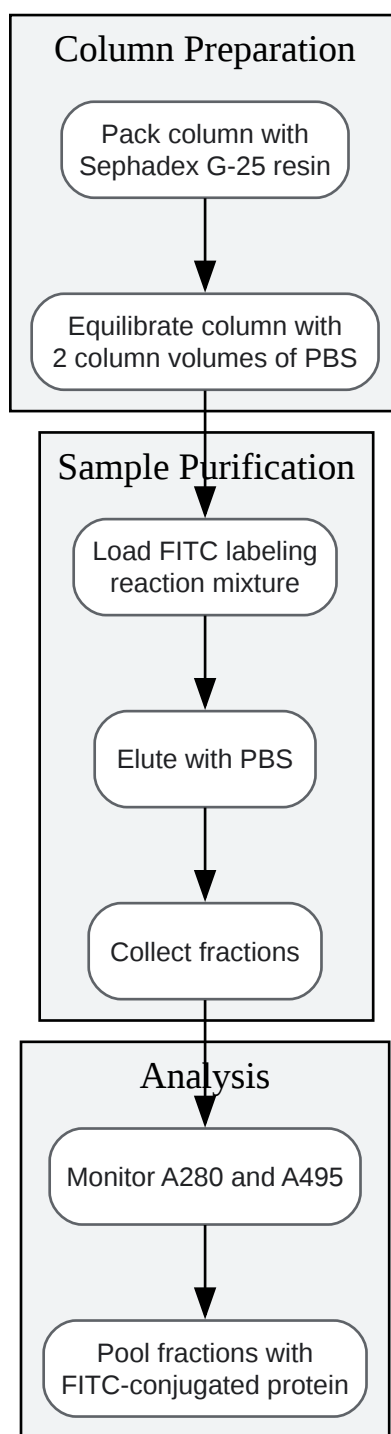 Column Preparation
Pack column with
Sephadex G-25 resin
Equilibrate column with
2 column volumes of PBS
Sample Purification
Load FITC labeling
reaction mixture
Elute with PBS
Collect fractions
Analysis
Monitor A280 and A495
Pool fractions with
FITC-conjugated protein